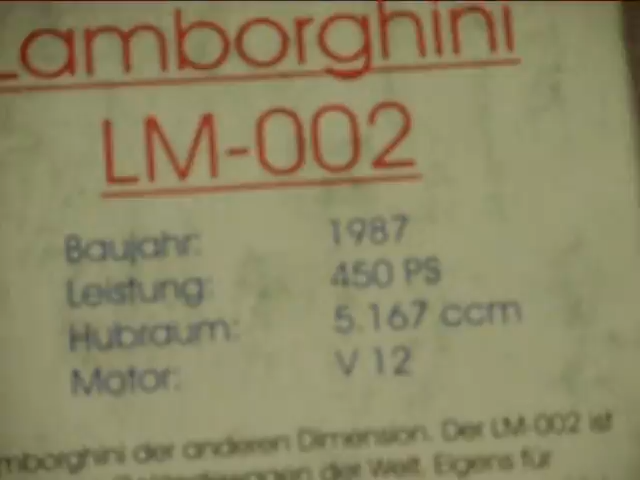 Lamborghini
LM-002
Baujahr: 1987
Leistung: 450 PS
Hubraum: 5.167 ccm
Motor: V 12
mborghini der anderen Dimension. Der LM-002 ist
der Welt. Eigens für